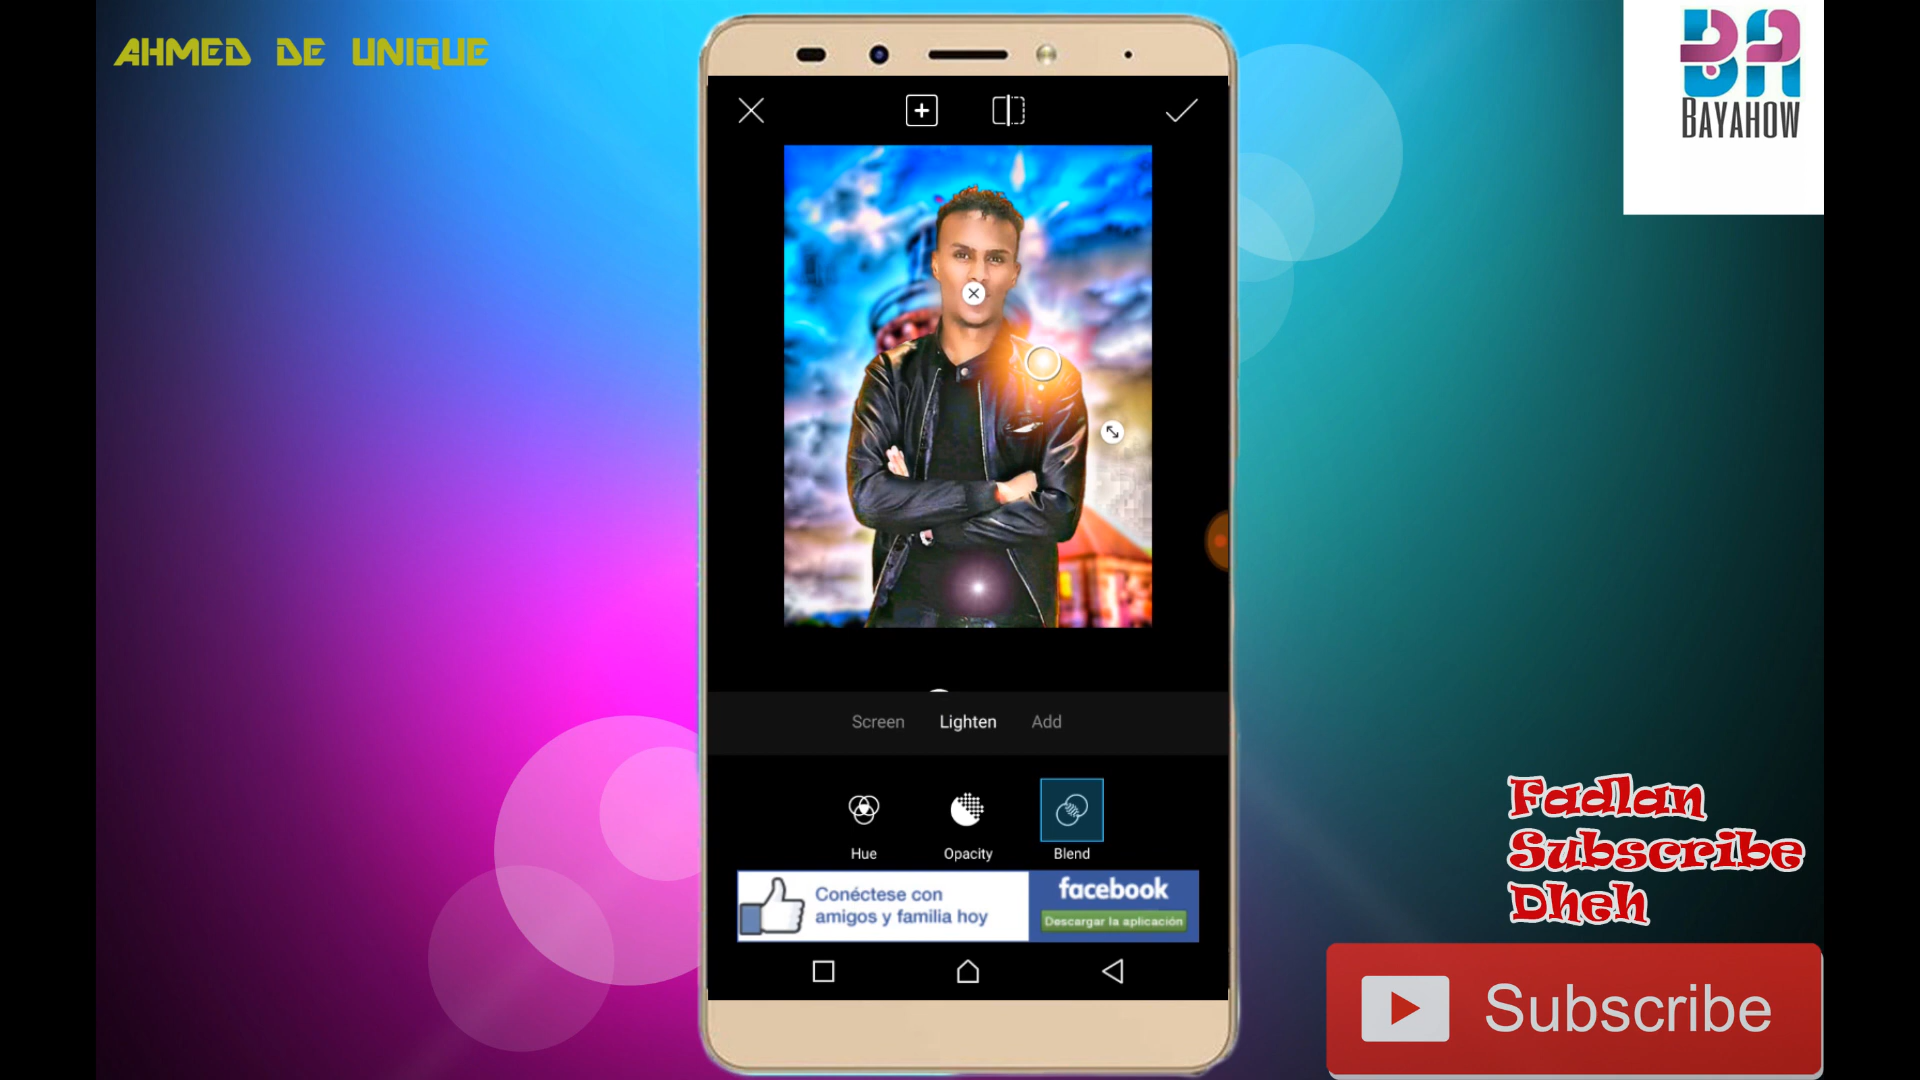 AHMED DE UNIQUE
BA
BAYAHOW
Screen Lighten Add
Hue Opacity Blend
Conéctese con
amigos y familia hoy
facebook
Descargar la aplicación
Fadlan
Subscribe
Dheh
Subscribe